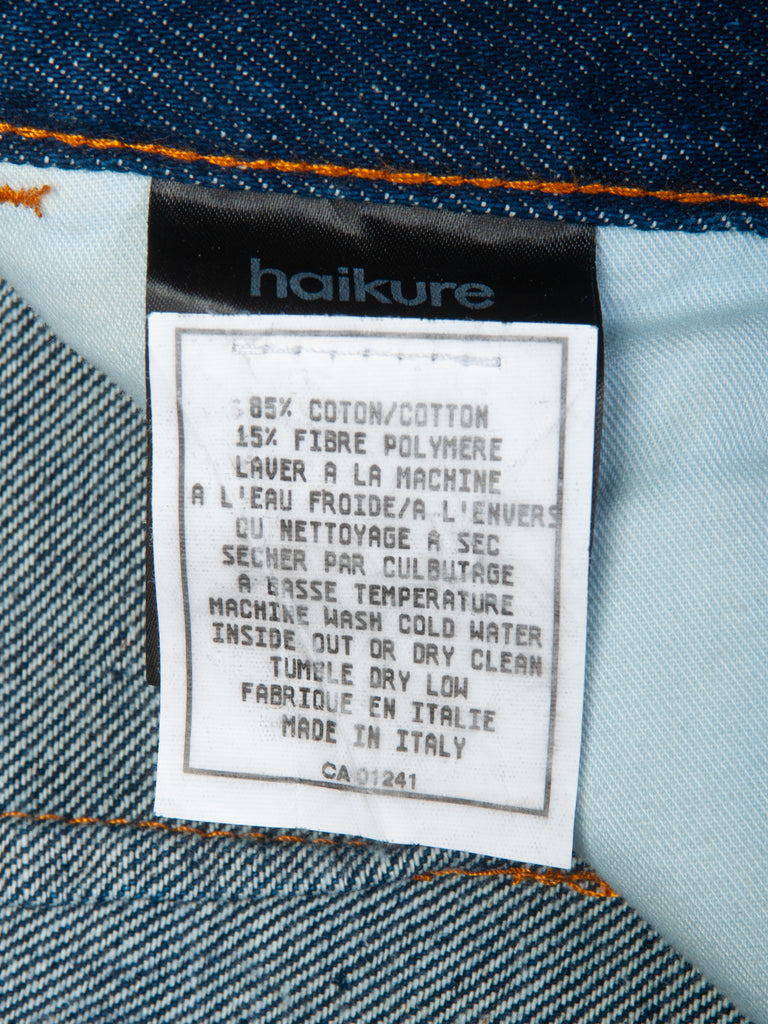 haikure
85% COTON/COTTON
15% FIBRE POLYMERE
LAVER A LA MACHINE
A L'EAU FROIDE/A L'ENVERS
OU NETTOYAGE A SEC
SECHER PAR CULBUTAGE
A BASSE TEMPERATURE
MACHINE WASH COLD WATER
INSIDE OUT OR DRY CLEAN
TUMBLE DRY LOW
FABRIQUE EN ITALIE
MADE IN ITALY
CA 01241